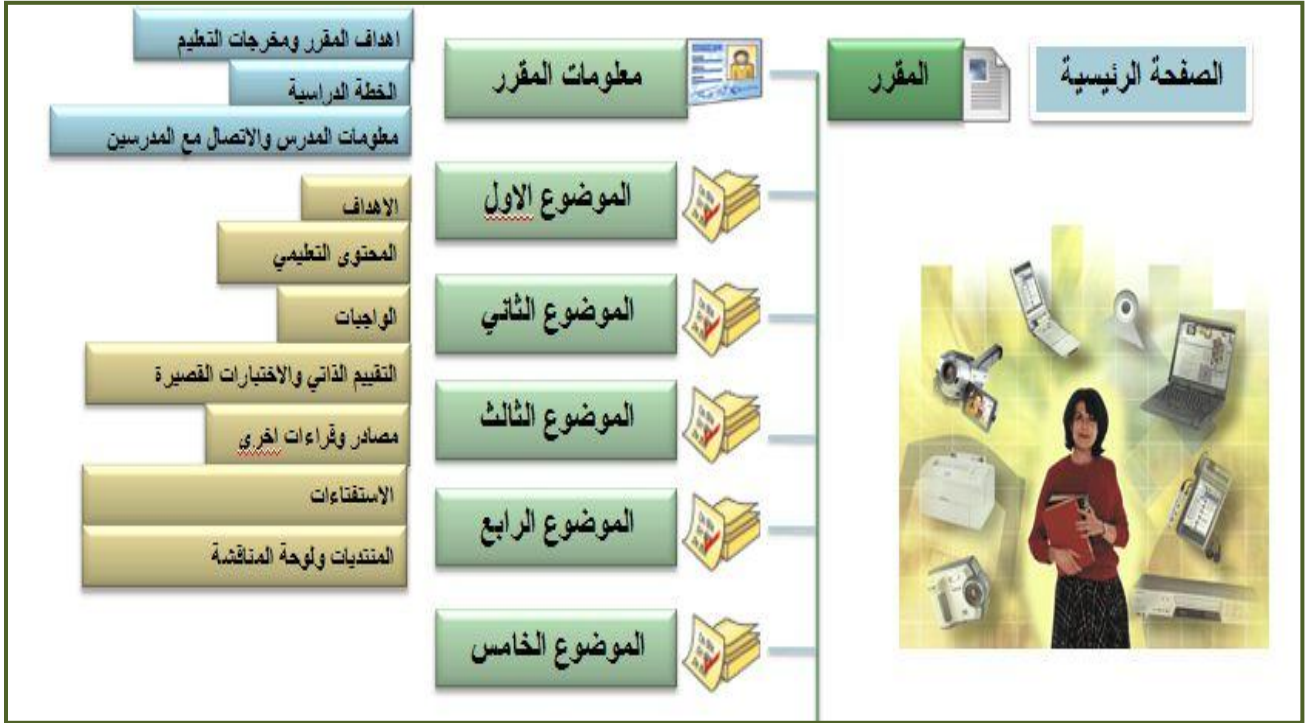 الصفحة الرئيسية
المقرر
معلومات المقرر
اهداف المقرر ومخرجات التعليم
الخطة الدراسية
معلومات المدرس والاتصال مع المدرسين
الموضوع الاول
الموضوع الثاني
الموضوع الثالث
الموضوع الرابع
الموضوع الخامس
الاهداف
المحتوى التعليمي
الواجبات
التقييم الذاتي والاختبارات القصيرة
مصادر وقراءات اخرى
الاستفتاءات
المنتديات ولوحة المناقشة